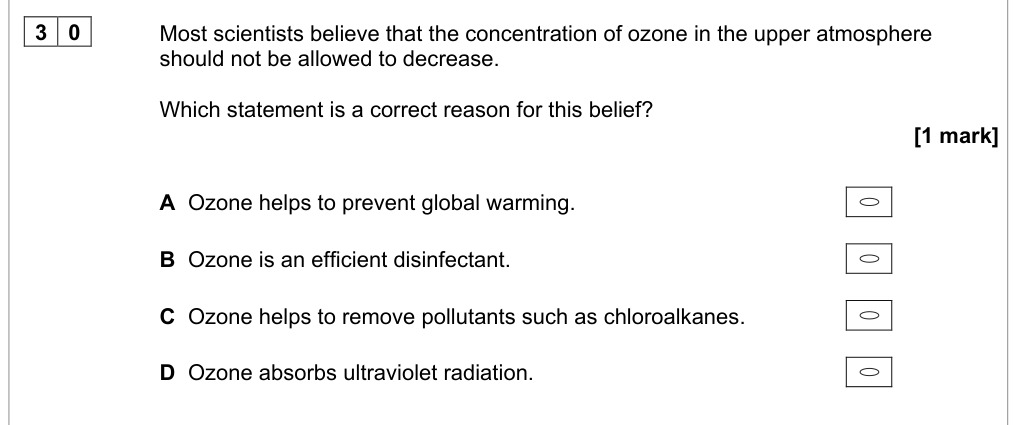 3 0
Most scientists believe that the concentration of ozone in the upper atmosphere
should not be allowed to decrease.
Which statement is a correct reason for this belief?
[1 mark]
A Ozone helps to prevent global warming.
B Ozone is an efficient disinfectant.
C Ozone helps to remove pollutants such as chloroalkanes.
D Ozone absorbs ultraviolet radiation.